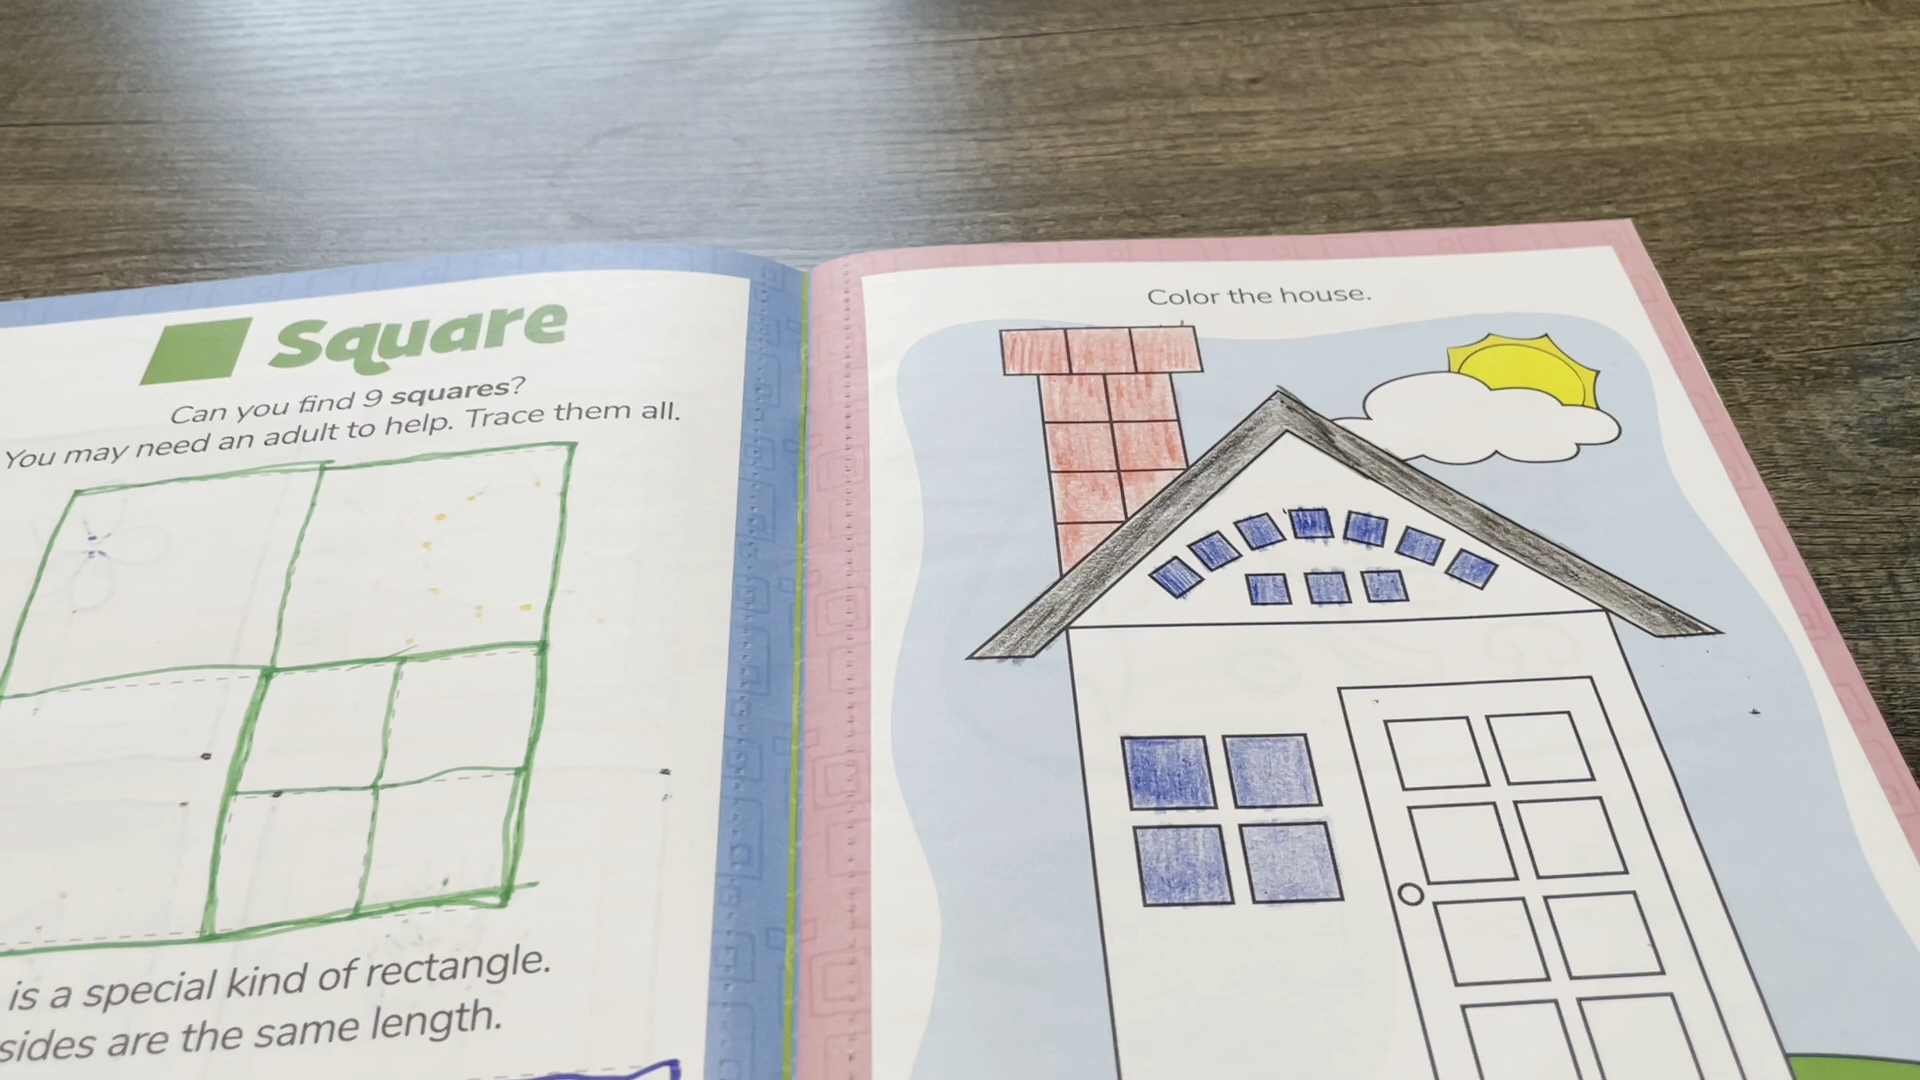 Square
Can you find 9 squares?
You may need an adult to help. Trace them all.
is a special kind of rectangle.
sides are the same length.
Color the house.